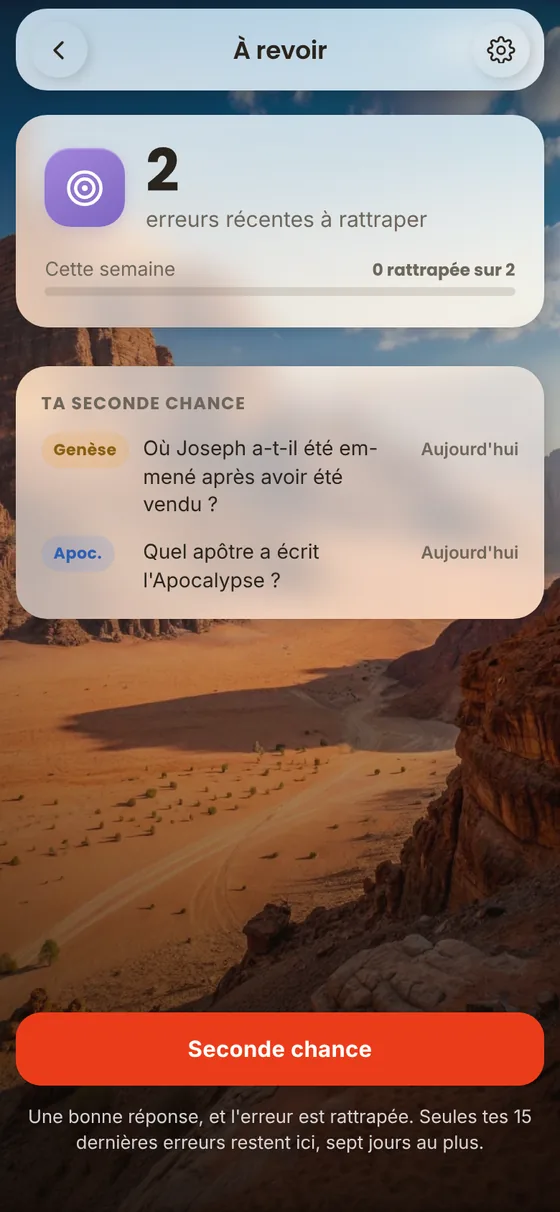 À revoir
2
erreurs récentes à rattraper
Cette semaine
0 rattrapée sur 2
TA SECONDE CHANCE
Genèse
Où Joseph a-t-il été em-
mené après avoir été
vendu ?
Aujourd'hui
Apoc.
Quel apôtre a écrit
l'Apocalypse ?
Aujourd'hui
Seconde chance
Une bonne réponse, et l'erreur est rattrapée. Seules tes 15
dernières erreurs restent ici, sept jours au plus.